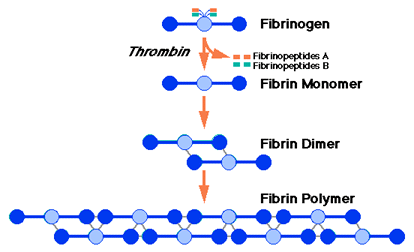 Fibrinogen
Thrombin
Fibrinopeptides A
Fibrinopeptides B
Fibrin Monomer
Fibrin Dimer
Fibrin Polymer